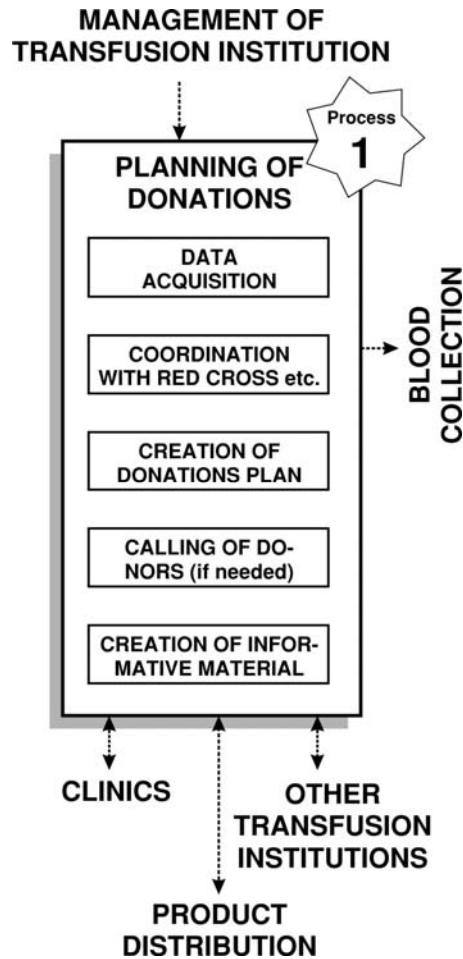 MANAGEMENT OF
TRANSFUSION INSTITUTION
Process
1
PLANNING OF
DONATIONS
DATA
ACQUISITION
COORDINATION
WITH RED CROSS etc.
CREATION OF
DONATIONS PLAN
CALLING OF DO-
NORS (if needed)
CREATION OF INFOR-
MATIVE MATERIAL
BLOOD
COLLECTION
CLINICS
OTHER
TRANSFUSION
INSTITUTIONS
PRODUCT
DISTRIBUTION